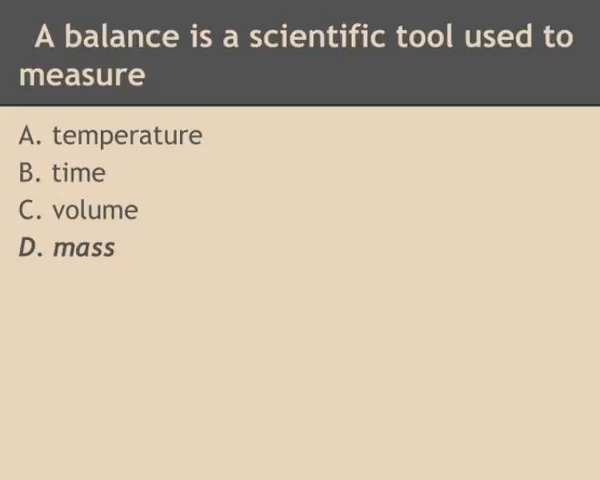 A balance is a scientific tool used to
measure
A. temperature
B. time
C. volume
D. mass